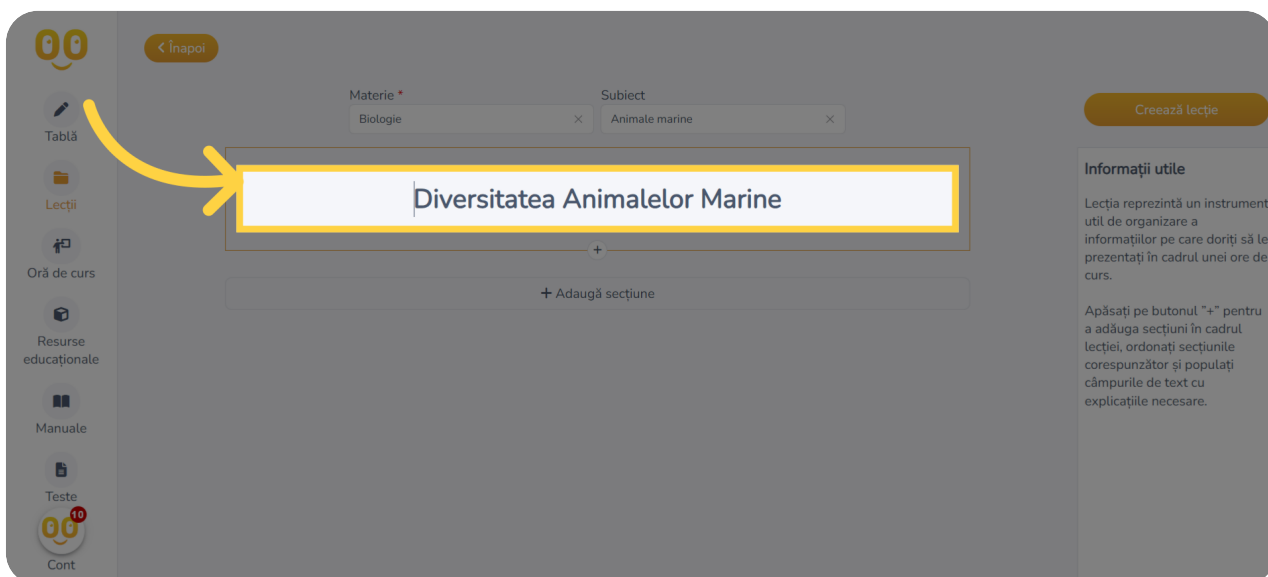 Înapoi
Tablă
Lecții
Oră de curs
Resurse
educaționale
Manuale
Teste
10
Cont
Materie *
Subiect
Biologie
Animale marine
Diversitatea Animalelor Marine
+ Adaugă secțiune
Creează lecție
Informații utile
Lecția reprezintă un instrument
util de organizare a
informațiilor pe care doriți să le
prezentați în cadrul unei ore de
curs.
Apăsați pe butonul "+" pentru
a adăuga secțiuni în cadrul
lecției, ordonați secțiunile
corespunzător și populați
câmpurile de text cu
explicațiile necesare.